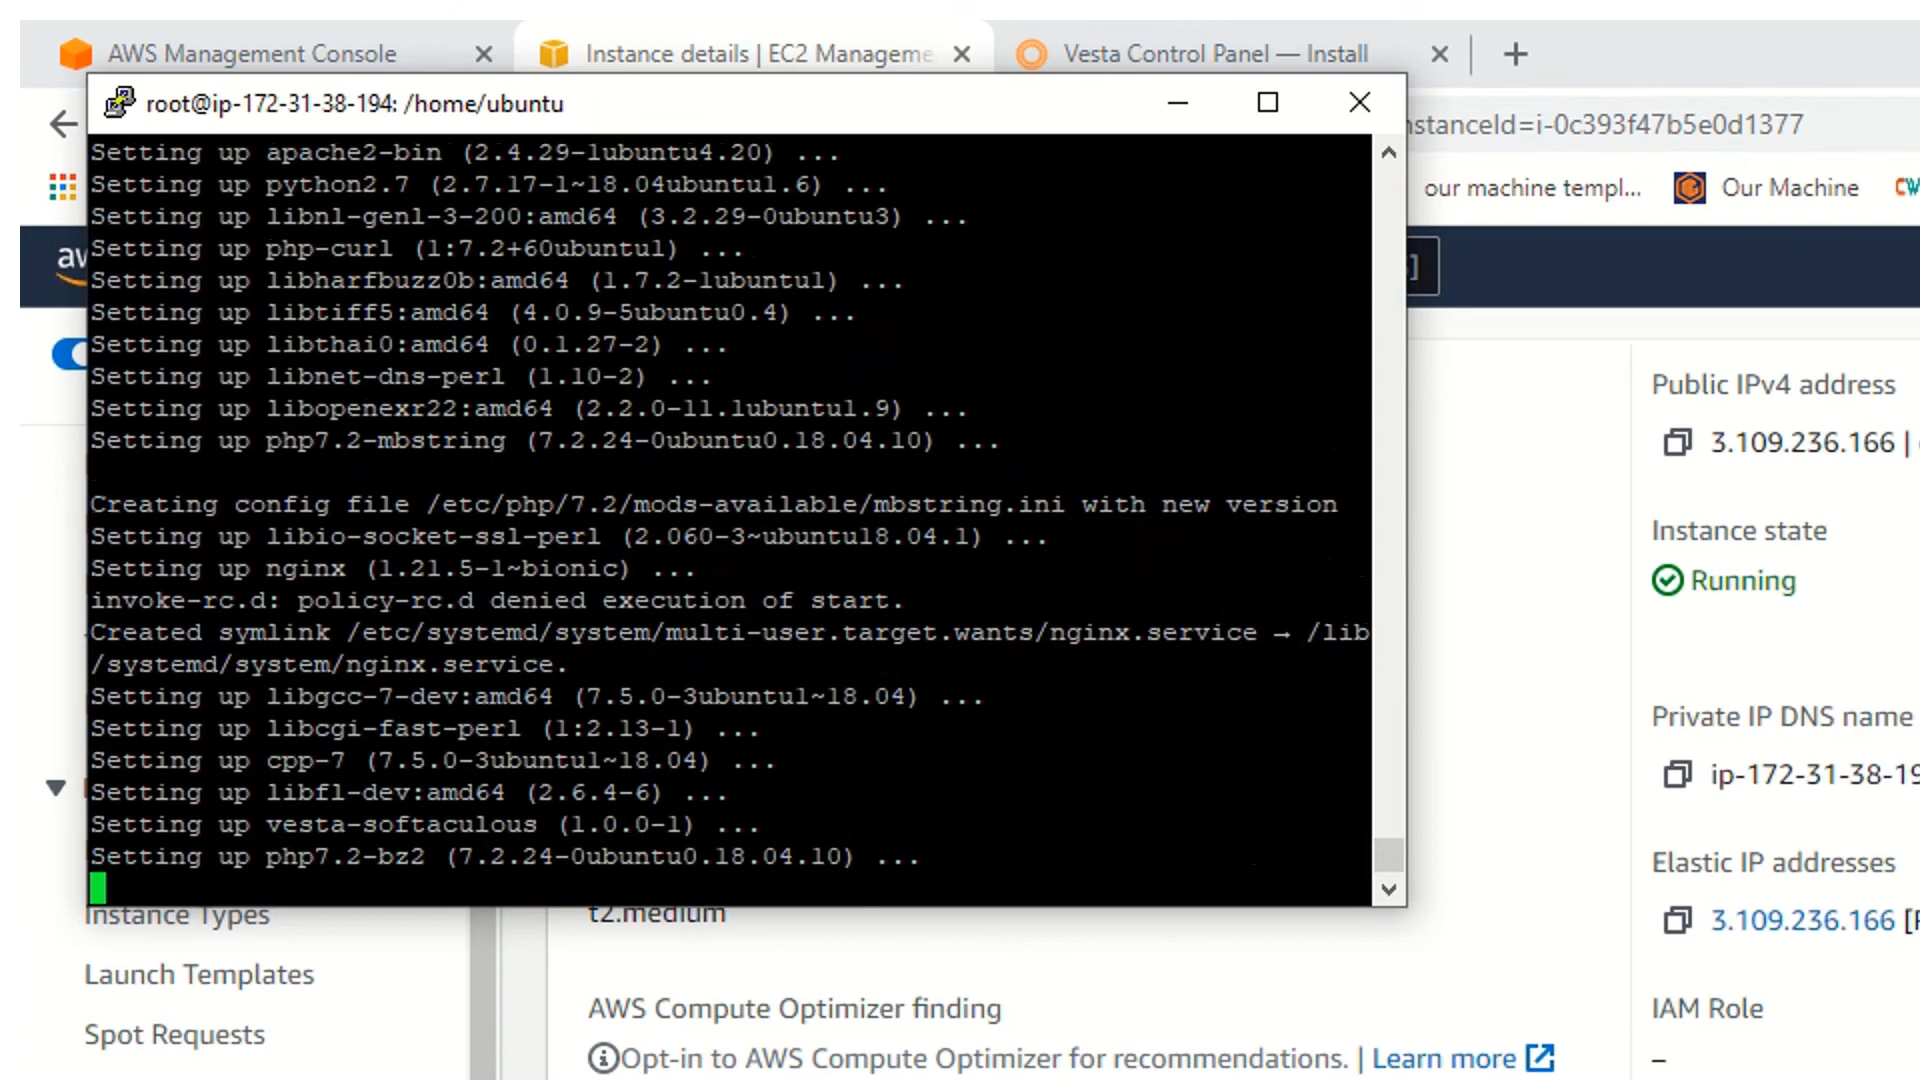 AWS Management Console
Instance details | EC2 Manageme
Vesta Control Panel — Install
root@ip-172-31-38-194: /home/ubuntu
nstanceId=i-0c393f47b5e0d1377
our machine templ...
Our Machine
CW
aw
]
Setting up apache2-bin (2.4.29-1ubuntu4.20) ...
Setting up python2.7 (2.7.17-1~18.04ubuntu1.6) ...
Setting up libnl-genl-3-200:amd64 (3.2.29-0ubuntu3) ...
Setting up php-curl (1:7.2+60ubuntu1) ...
Setting up libharfbuzz0b:amd64 (1.7.2-1ubuntu1) ...
Setting up libtiff5:amd64 (4.0.9-5ubuntu0.4) ...
Setting up libthai0:amd64 (0.1.27-2) ...
Setting up libnet-dns-perl (1.10-2) ...
Setting up libopenexr22:amd64 (2.2.0-11.1ubuntu1.9) ...
Setting up php7.2-mbstring (7.2.24-0ubuntu0.18.04.10) ...
Creating config file /etc/php/7.2/mods-available/mbstring.ini with new version
Setting up libio-socket-ssl-perl (2.060-3~ubuntu18.04.1) ...
Setting up nginx (1.21.5-1~bionic) ...
invoke-rc.d: policy-rc.d denied execution of start.
Created symlink /etc/systemd/system/multi-user.target.wants/nginx.service → /lib
/systemd/system/nginx.service.
Setting up libgcc-7-dev:amd64 (7.5.0-3ubuntu1~18.04) ...
Setting up libcgi-fast-perl (1:2.13-1) ...
Setting up cpp-7 (7.5.0-3ubuntu1~18.04) ...
Setting up libfl-dev:amd64 (2.6.4-6) ...
Setting up vesta-softaculous (1.0.0-1) ...
Setting up php7.2-bz2 (7.2.24-0ubuntu0.18.04.10) ...
Public IPv4 address
3.109.236.166 |
Instance state
Running
Private IP DNS name
ip-172-31-38-19
Elastic IP addresses
3.109.236.166 [P
IAM Role
–
Instance Types
Launch Templates
Spot Requests
t2.medium
AWS Compute Optimizer finding
Opt-in to AWS Compute Optimizer for recommendations. | Learn more